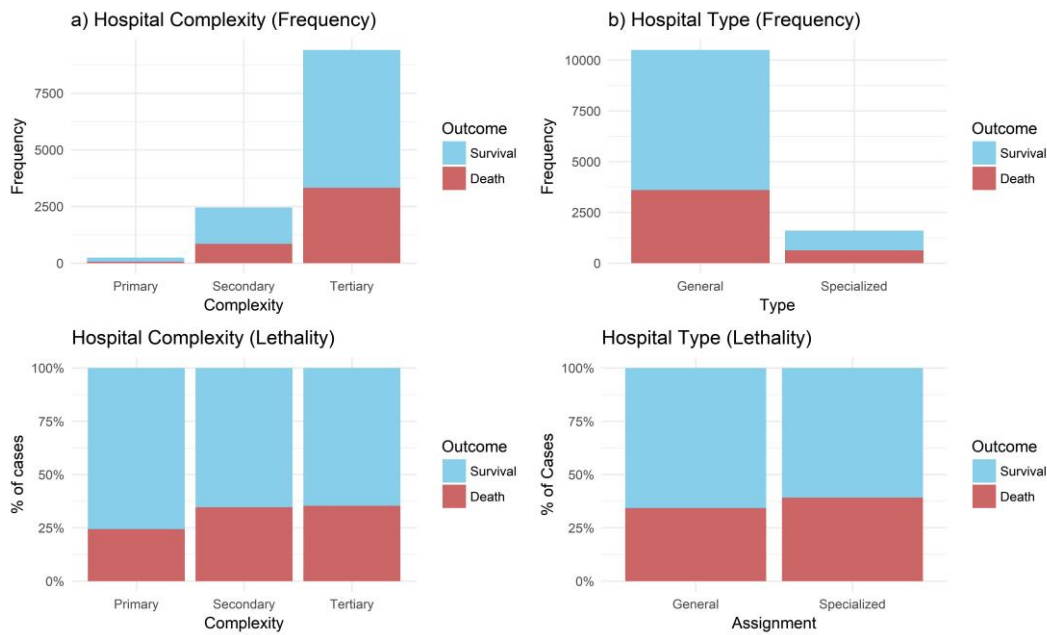 a) Hospital Complexity (Frequency)
7500
5000
2500
0
Frequency
Primary
Secondary
Tertiary
Complexity
Outcome
Survival
Death
b) Hospital Type (Frequency)
10000
7500
5000
2500
0
Frequency
General
Specialized
Type
Outcome
Survival
Death
Hospital Complexity (Lethality)
100%
75%
50%
25%
0%
% of cases
Primary
Secondary
Tertiary
Complexity
Outcome
Survival
Death
Hospital Type (Lethality)
100%
75%
50%
25%
0%
% of Cases
General
Specialized
Assignment
Outcome
Survival
Death